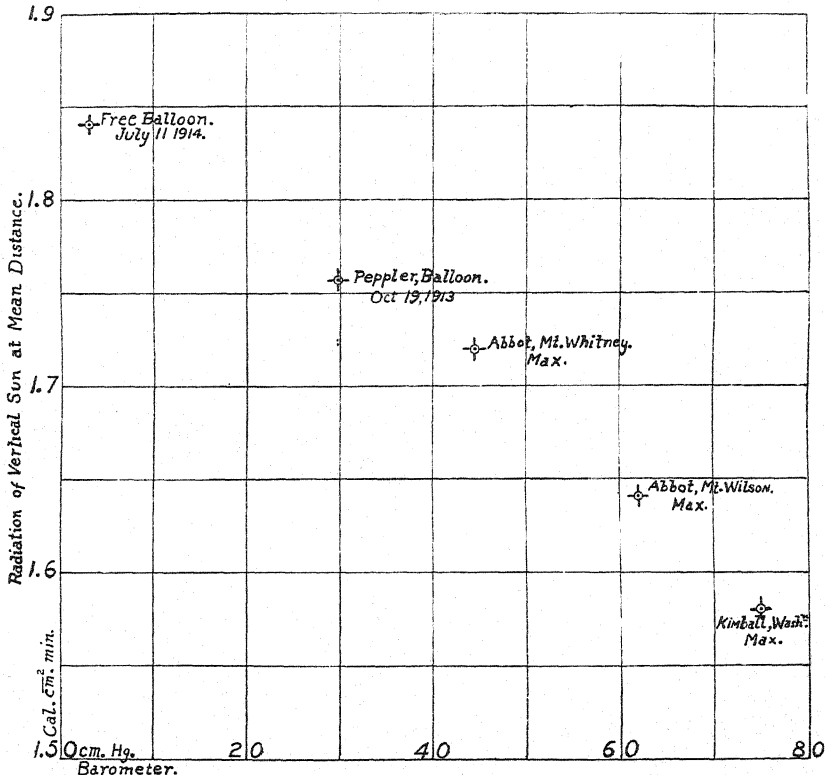 1.9
Free Balloon.
July 11 1914.
1.8
Peppler, Balloon.
Oct 19, 1913
Abbot, Mt. Whitney.
Max.
1.7
Abbot, Mt. Wilson.
Max.
1.6
Kimball, Wash'n.
Max.
1.5
0 cm. Hg.
Barometer.
20
40
60
80
Radiation of Vertical Sun at Mean Distance.
Cal. cm². min.